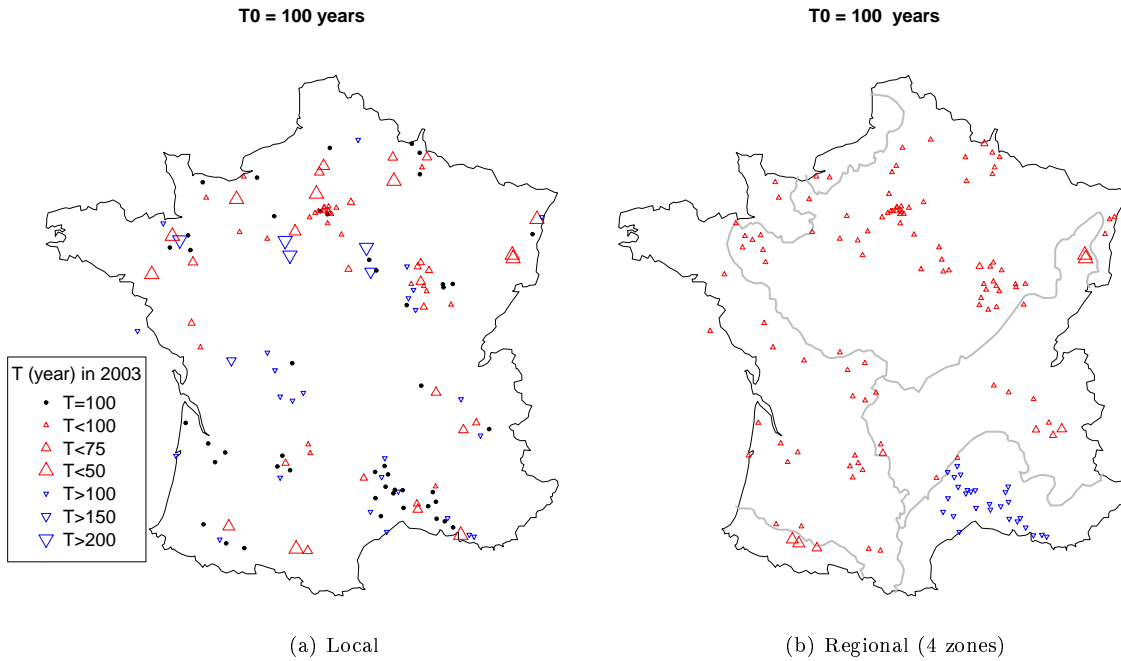 T0 = 100 years
T0 = 100 years
T (year) in 2003
T=100
T<100
T<75
T<50
T>100
T>150
T>200
(a) Local
(b) Regional (4 zones)